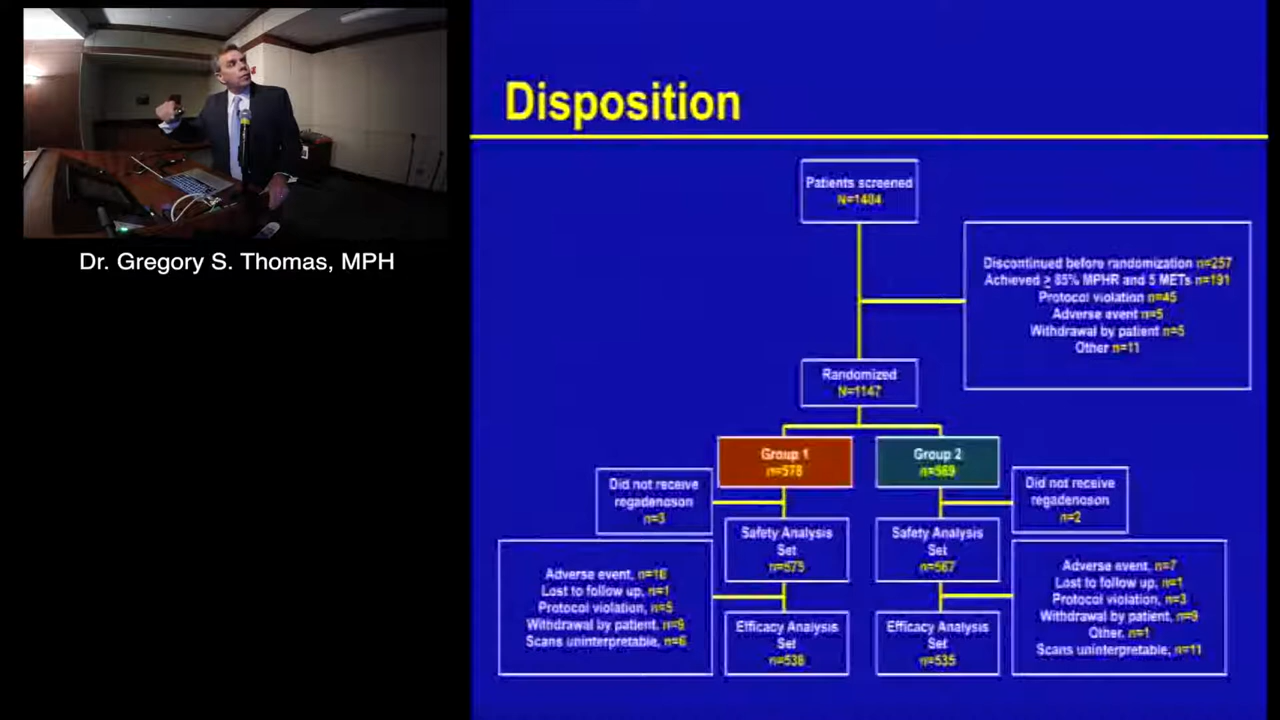 Disposition
Patients screened
N=1404
Discontinued before randomization n=257
Achieved ≥ 85% MPHR and 5 METs n=191
Protocol violation n=45
Adverse event n=5
Withdrawal by patient n=5
Other n=11
Dr. Gregory S. Thomas, MPH
Randomized
N=1147
Group 1
n=578
Group 2
n=569
Did not receive
regadenoson
n=3
Did not receive
regadenoson
n=2
Safety Analysis
Set
n=575
Safety Analysis
Set
n=567
Adverse event, n=16
Lost to follow up, n=1
Protocol violation, n=5
Withdrawal by patient, n=9
Scans uninterpretable, n=6
Adverse event, n=7
Lost to follow up, n=1
Protocol violation, n=3
Withdrawal by patient, n=9
Other, n=1
Scans uninterpretable, n=11
Efficacy Analysis
Set
n=538
Efficacy Analysis
Set
n=535